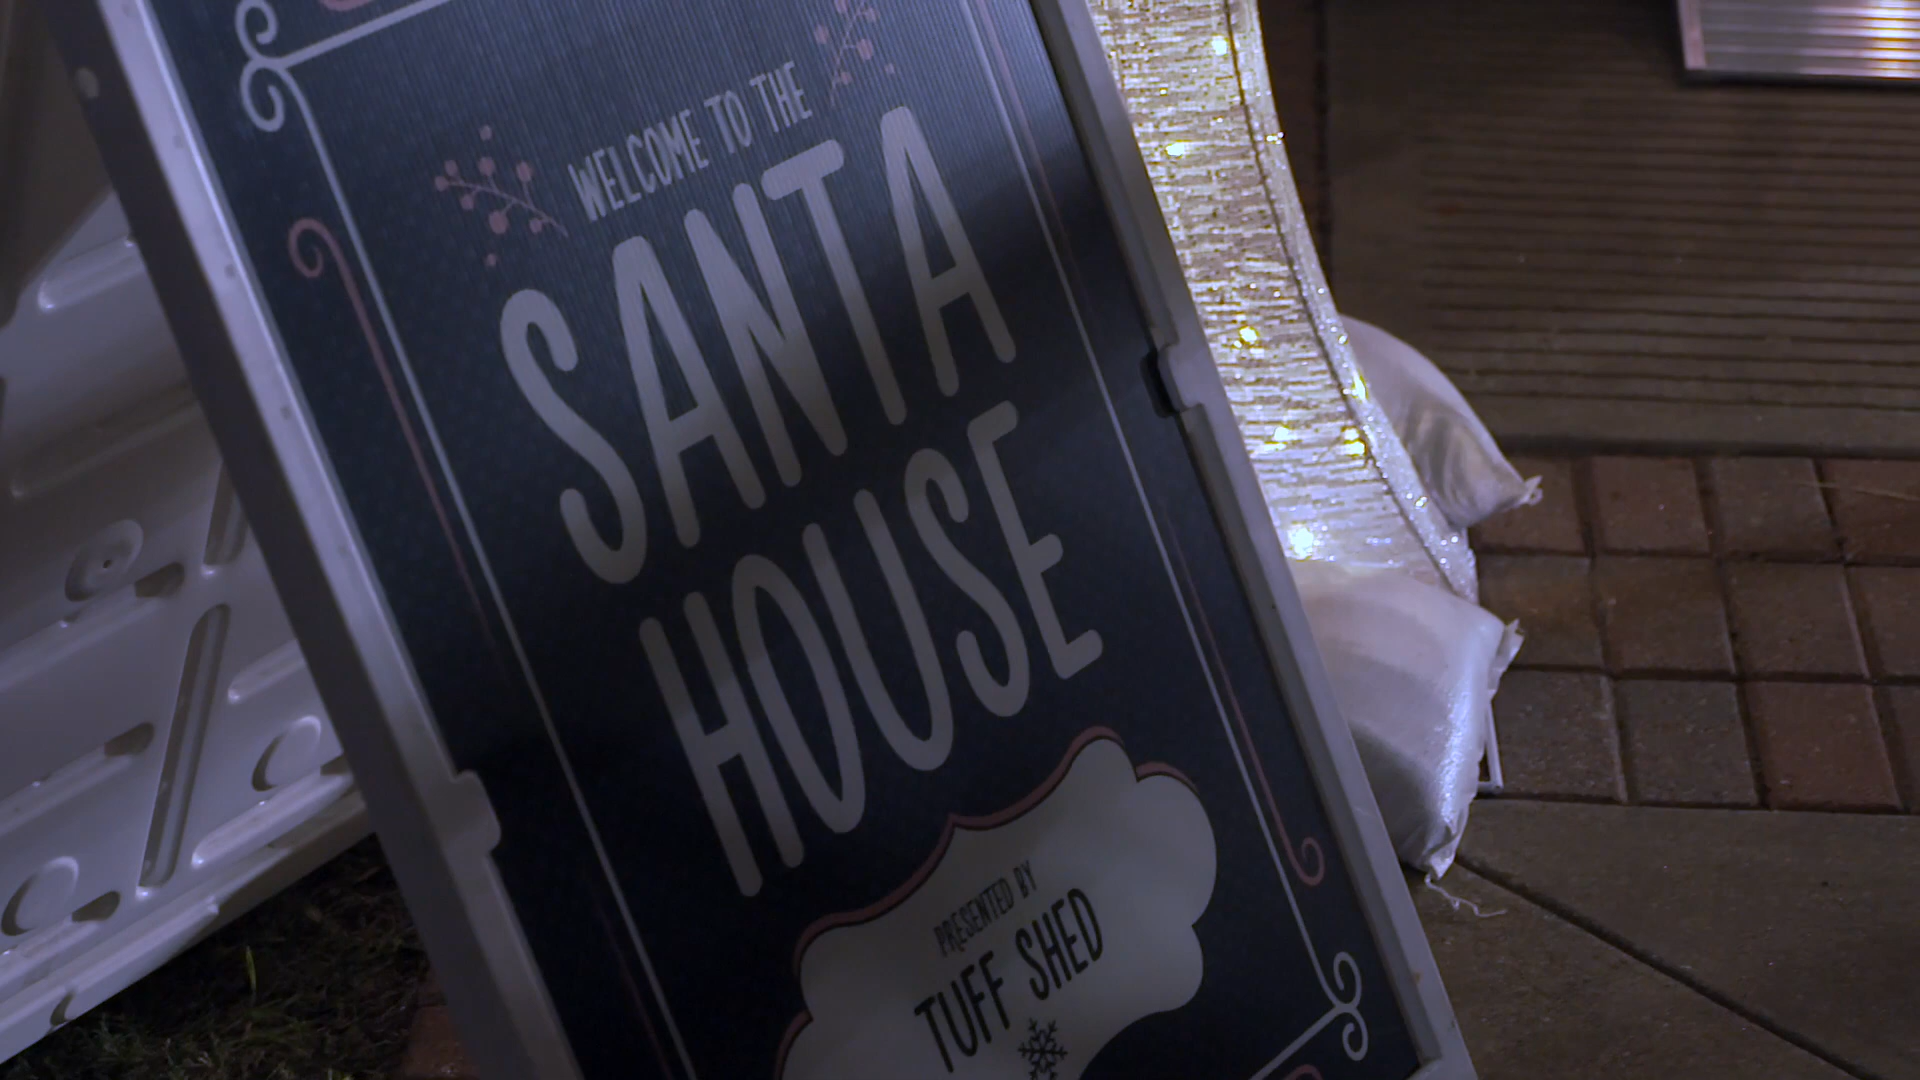 WELCOME TO THE
SANTA
HOUSE
PRESENTED BY
TUFF SHED